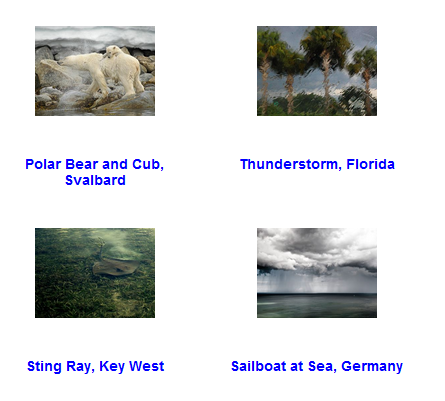 Polar Bear and Cub,
Svalbard
Thunderstorm, Florida
Sting Ray, Key West
Sailboat at Sea, Germany